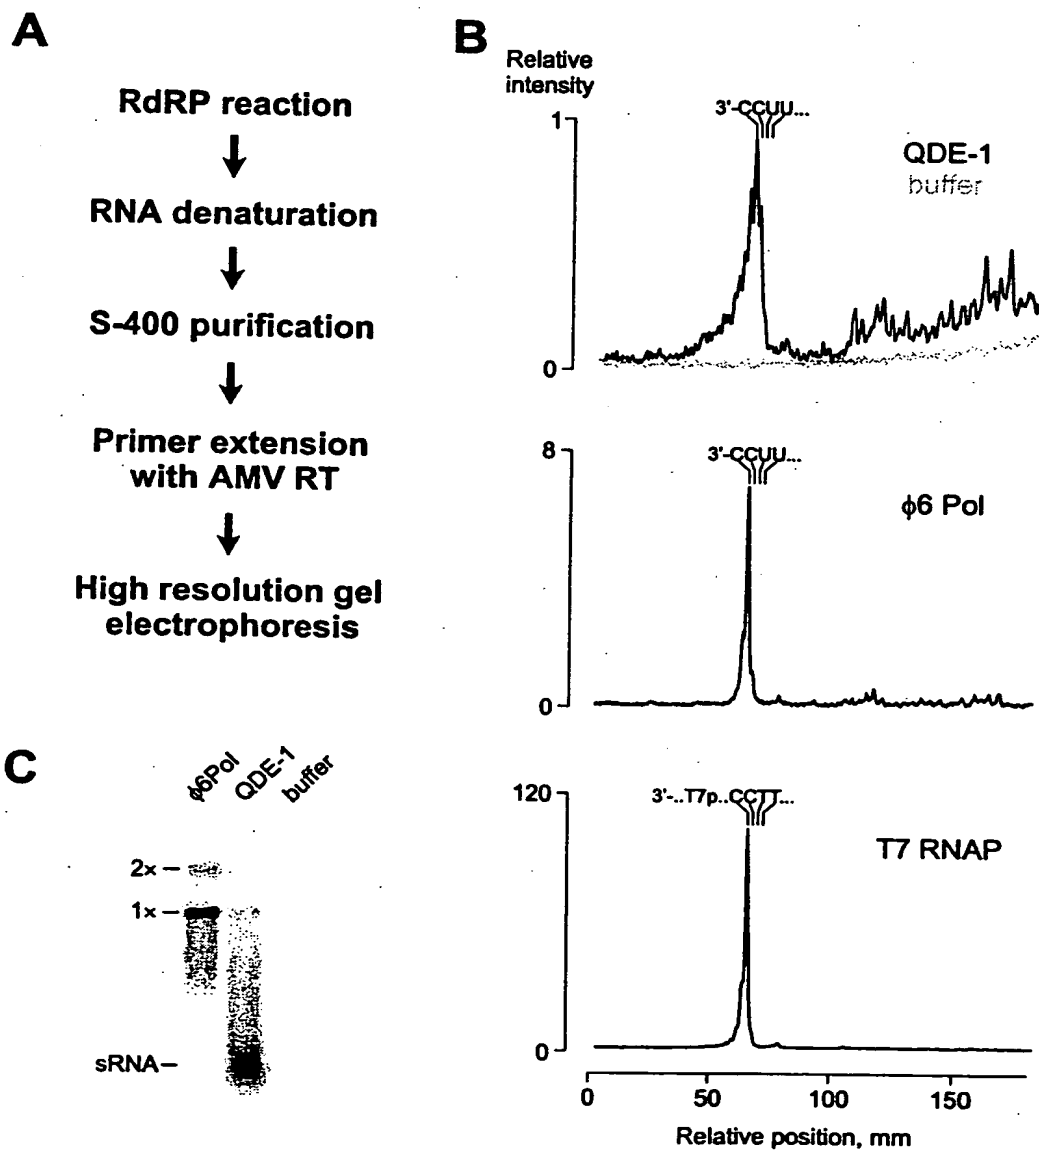 A
RdRP reaction
RNA denaturation
S-400 purification
Primer extension
with AMV RT
High resolution gel
electrophoresis
B
Relative
intensity
1
3'-CCUU...
QDE-1
buffer
0
8
3'-CCUU...
ϕ6 Pol
0
120
3'-..T7p..CCTT...
T7 RNAP
0
0 50 100 150
Relative position, mm
C
ϕ6Pol
QDE-1
buffer
2×
1×
sRNA